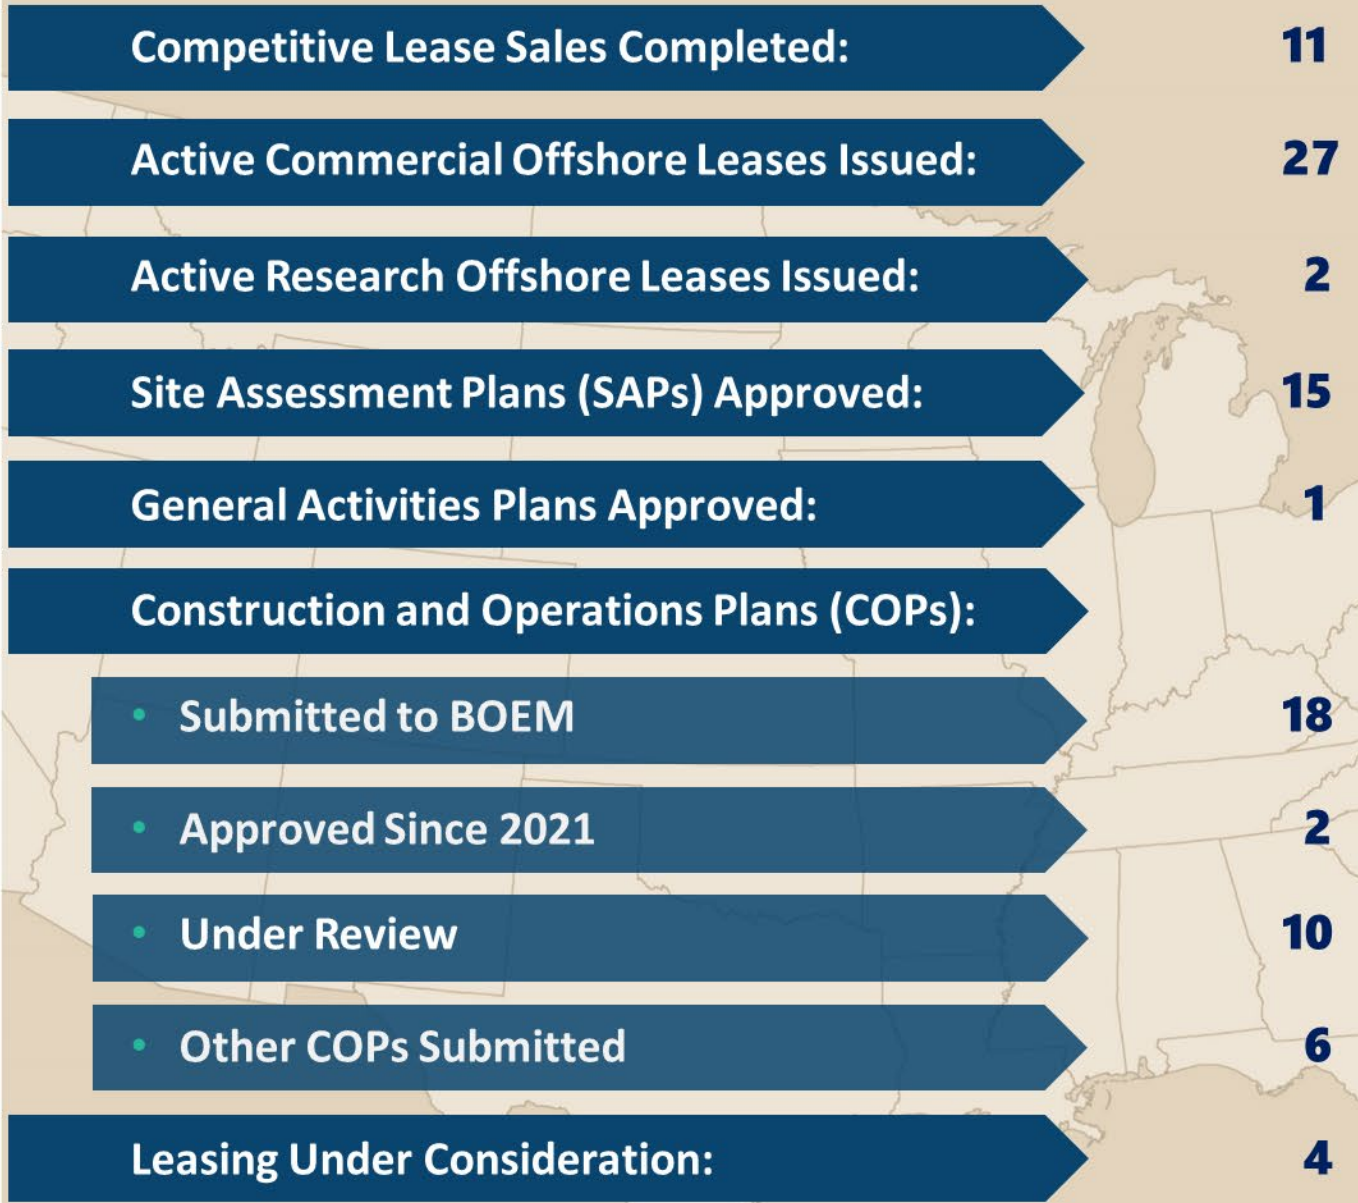 Competitive Lease Sales Completed: 11
Active Commercial Offshore Leases Issued: 27
Active Research Offshore Leases Issued: 2
Site Assessment Plans (SAPs) Approved: 15
General Activities Plans Approved: 1
Construction and Operations Plans (COPs):
• Submitted to BOEM 18
• Approved Since 2021 2
• Under Review 10
• Other COPs Submitted 6
Leasing Under Consideration: 4